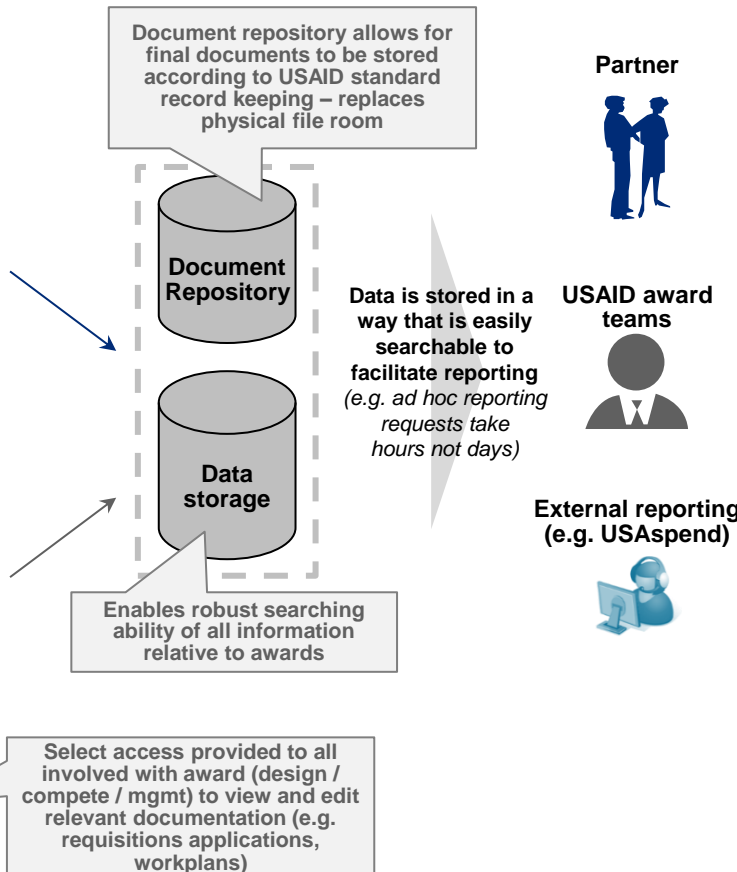 Document repository allows for
final documents to be stored
according to USAID standard
record keeping – replaces
physical file room
Partner
Document
Repository
Data is stored in a
way that is easily
searchable to
facilitate reporting
(e.g. ad hoc reporting
requests take
hours not days)
USAID award
teams
Data
storage
External reporting
(e.g. USAspend)
Enables robust searching
ability of all information
relative to awards
Select access provided to all
involved with award (design /
compete / mgmt) to view and edit
relevant documentation (e.g.
requisitions applications,
workplans)